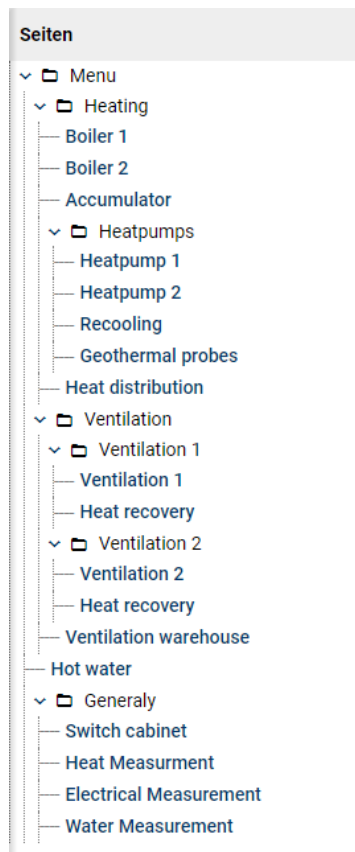 Seiten
Menu
Heating
Boiler 1
Boiler 2
Accumulator
Heatpumps
Heatpump 1
Heatpump 2
Recooling
Geothermal probes
Heat distribution
Ventilation
Ventilation 1
Ventilation 1
Heat recovery
Ventilation 2
Ventilation 2
Heat recovery
Ventilation warehouse
Hot water
Generaly
Switch cabinet
Heat Measurment
Electrical Measurement
Water Measurement